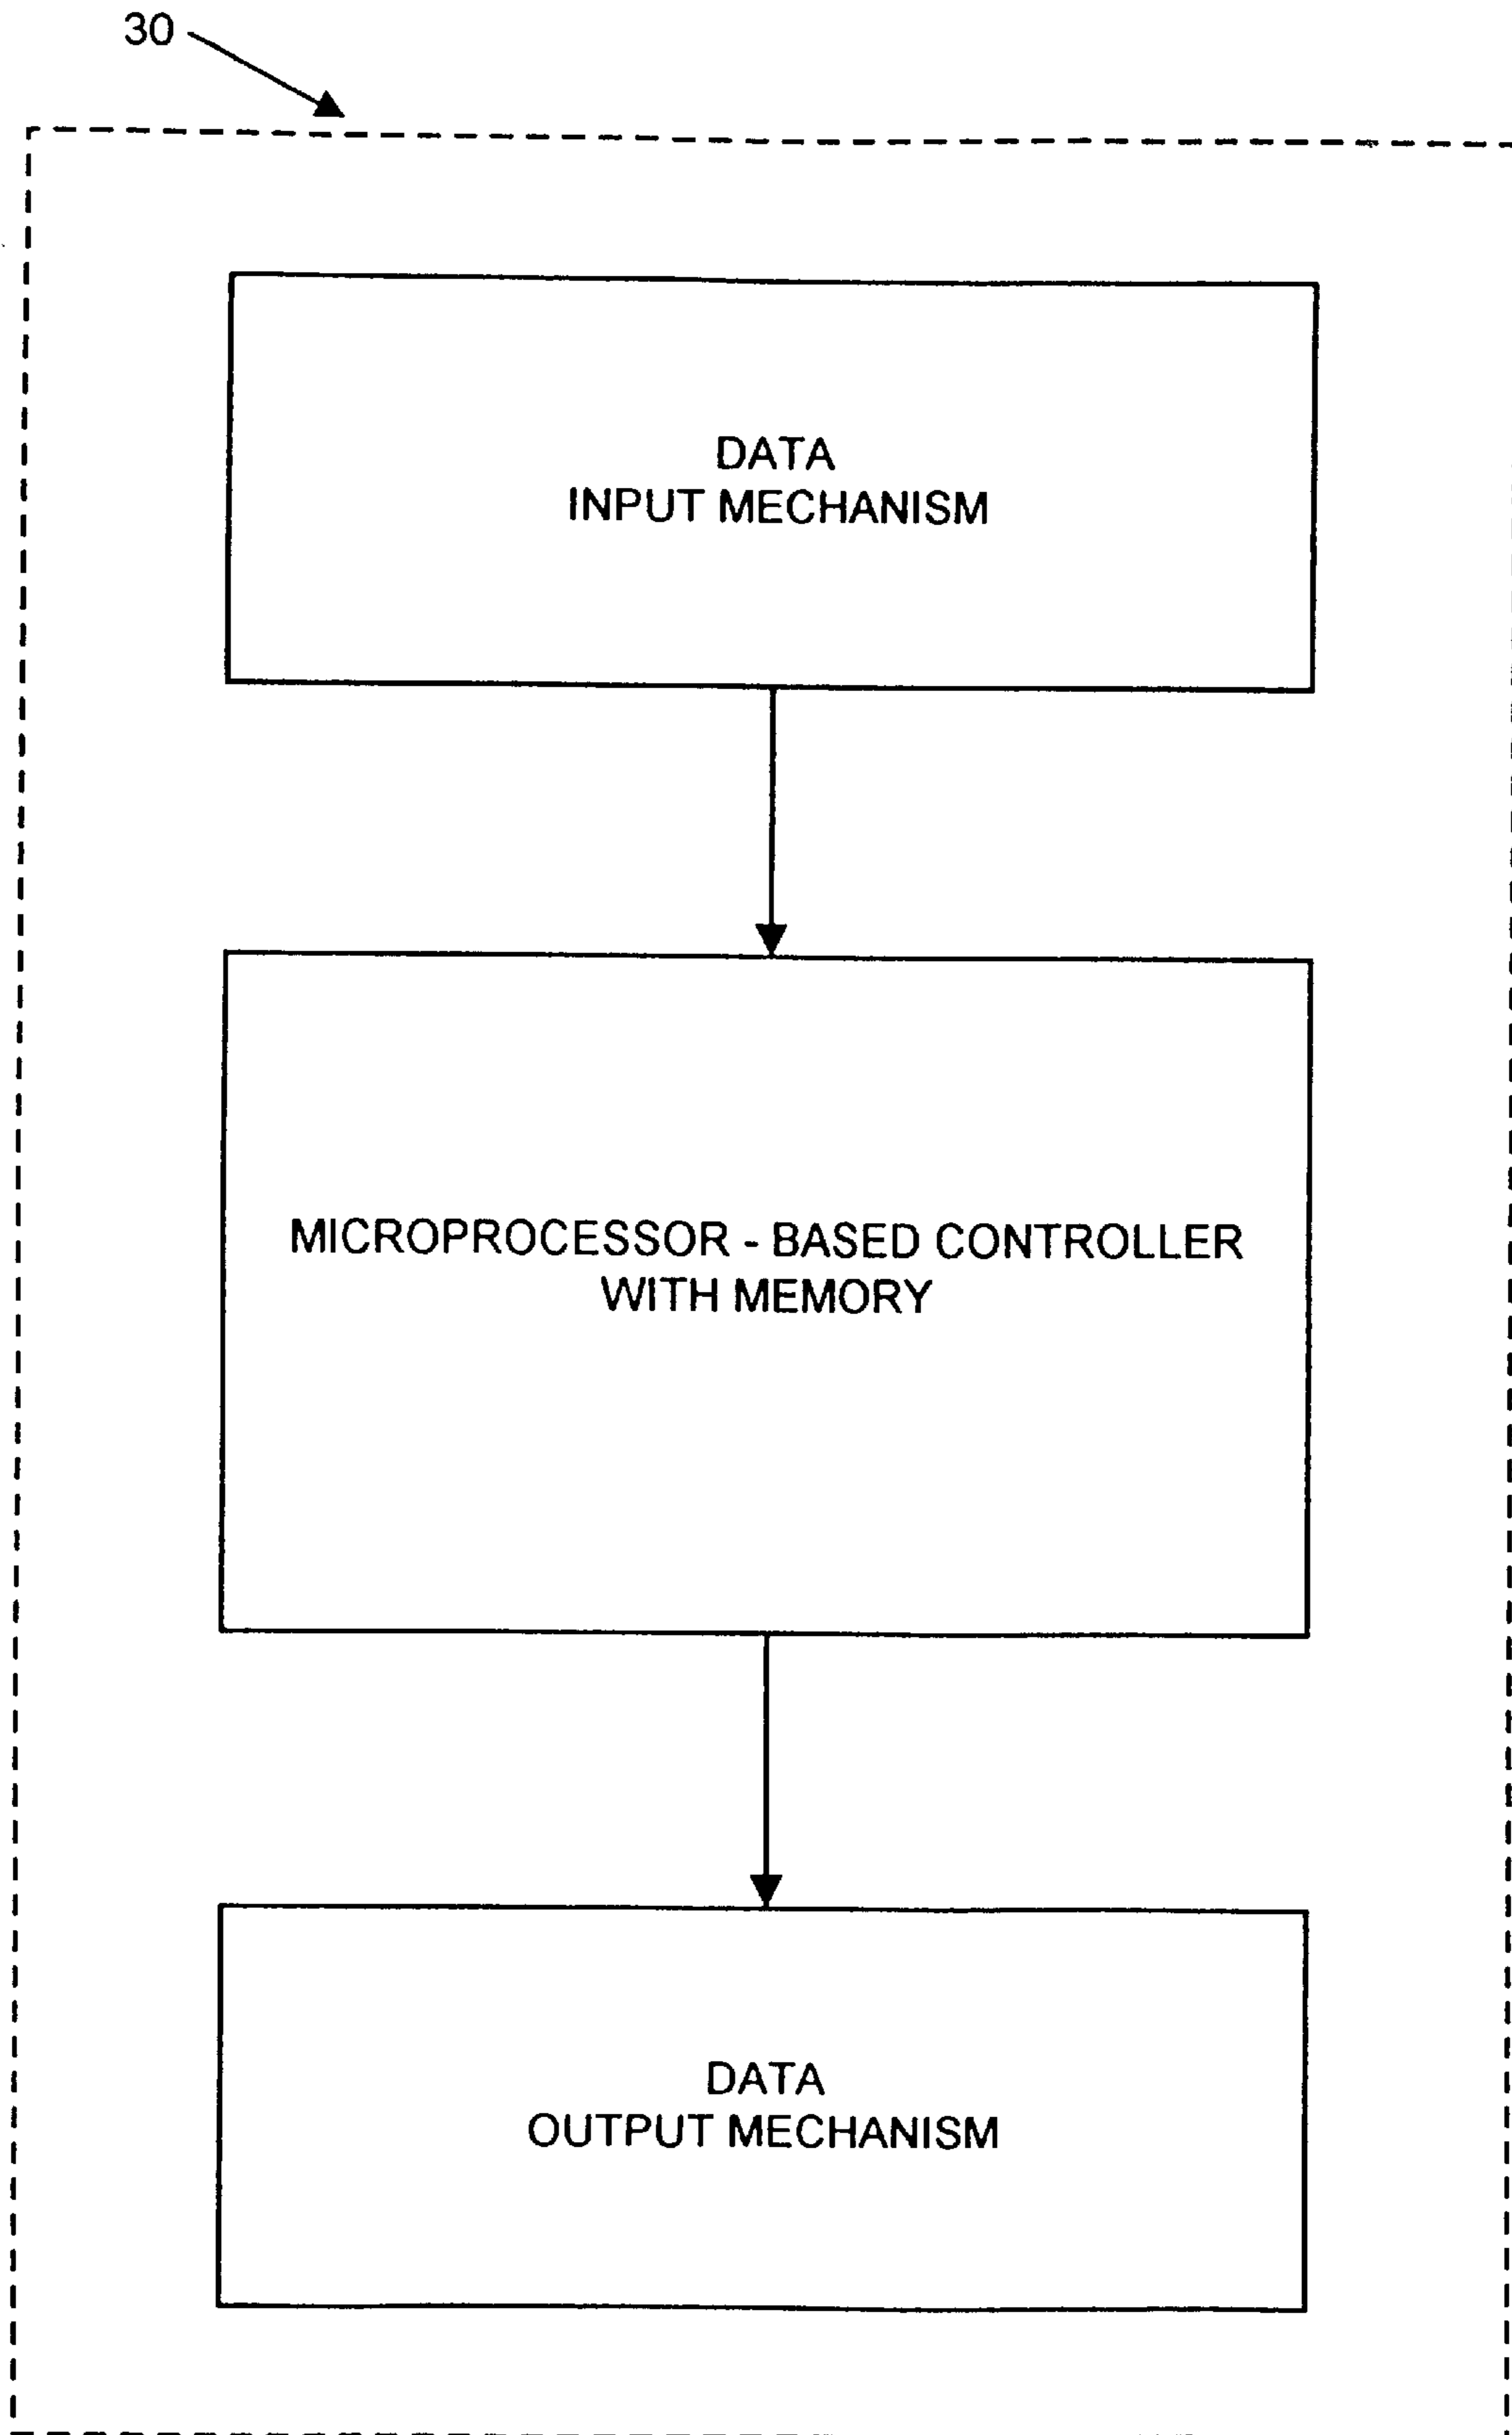 30
DATA
INPUT MECHANISM
MICROPROCESSOR - BASED CONTROLLER
WITH MEMORY
DATA
OUTPUT MECHANISM